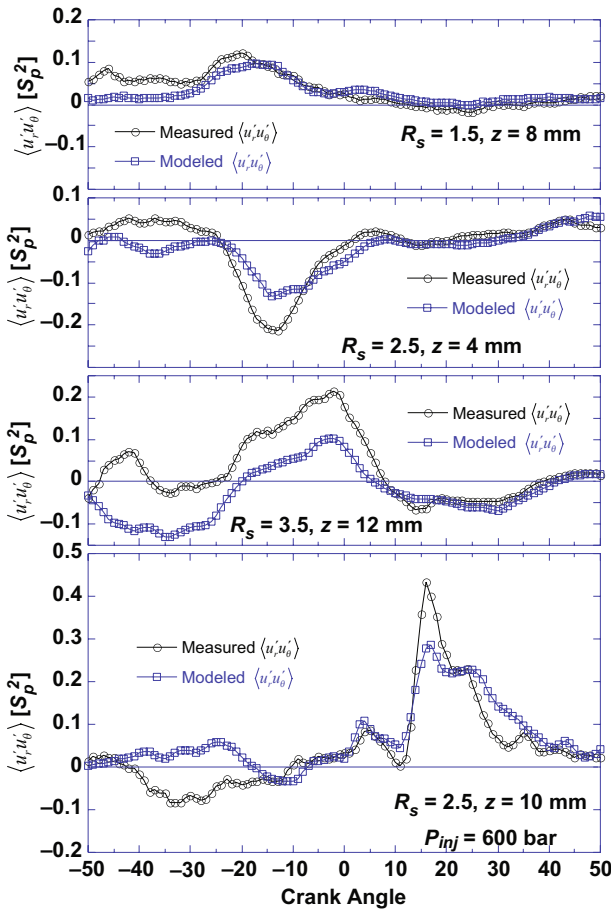 0.2
0.1
0
–0.1
⟨u′ru′θ⟩ [S²p]
Measured ⟨u′ru′θ⟩
Modeled ⟨u′ru′θ⟩
Rs = 1.5, z = 8 mm
0.1
0
–0.1
–0.2
⟨u′ru′θ⟩ [S²p]
Measured ⟨u′ru′θ⟩
Modeled ⟨u′ru′θ⟩
Rs = 2.5, z = 4 mm
0.2
0.1
0
–0.1
⟨u′ru′θ⟩ [S²p]
Measured ⟨u′ru′θ⟩
Modeled ⟨u′ru′θ⟩
Rs = 3.5, z = 12 mm
0.5
0.4
0.3
0.2
0.1
0
–0.1
0.2
⟨u′ru′θ⟩ [S²p]
Measured ⟨u′ru′θ⟩
Modeled ⟨u′ru′θ⟩
Rs = 2.5, z = 10 mm
Pinj = 600 bar
–50 –40 –30 –20 –10 0 10 20 30 40 50
Crank Angle